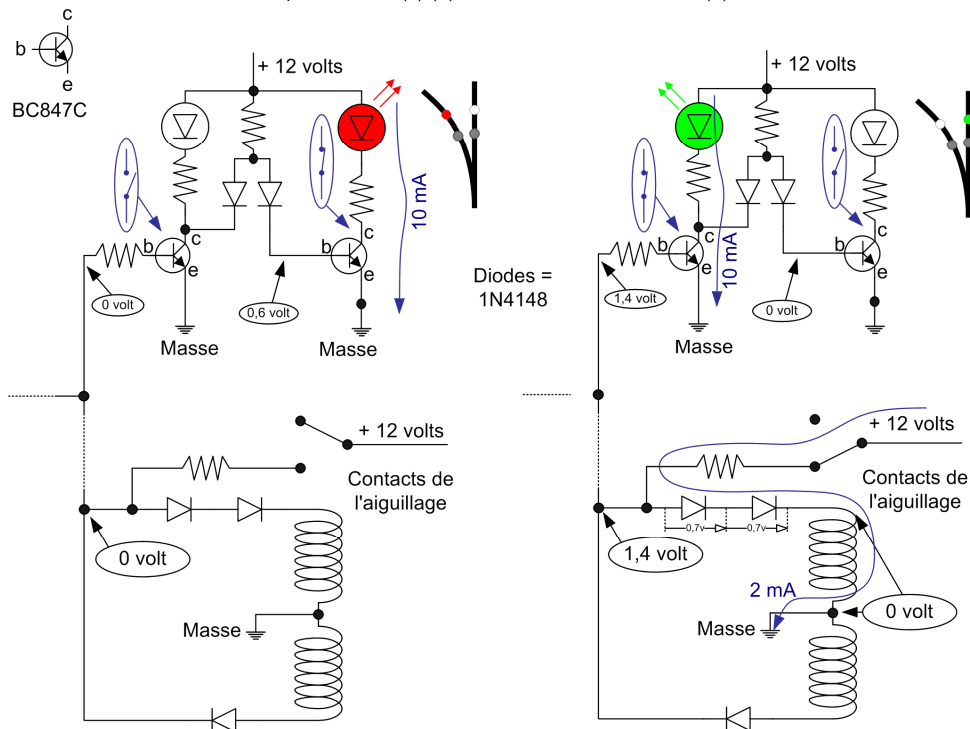 c
b
e
BC847C
+ 12 volts
b
c
e
b
c
e
0 volt
0,6 volt
10 mA
Masse
Masse
+ 12 volts
Contacts de
l'aiguillage
0 volt
Masse
Diodes =
1N4148
+ 12 volts
b
c
e
b
c
e
1,4 volt
10 mA
0 volt
Masse
+ 12 volts
Contacts de
l'aiguillage
0,7v
0,7v
1,4 volt
2 mA
0 volt
Masse